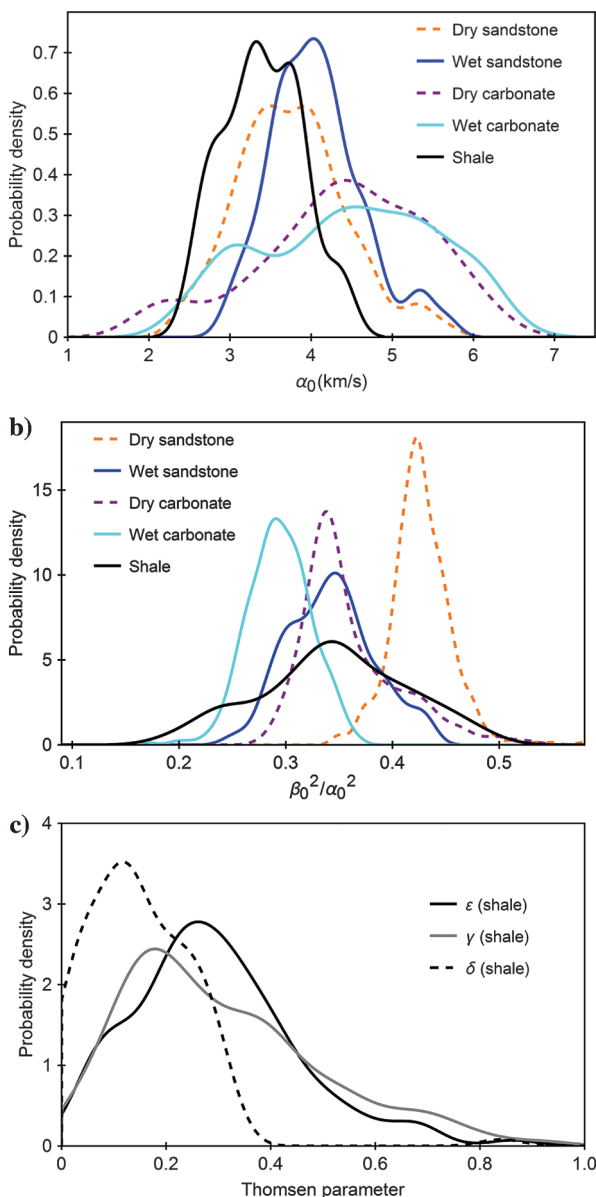 Dry sandstone
Wet sandstone
Dry carbonate
Wet carbonate
Shale
Probability density
0.7
0.6
0.5
0.4
0.3
0.2
0.1
0
1 2 3 4 5 6 7
α0(km/s)
b)
Dry sandstone
Wet sandstone
Dry carbonate
Wet carbonate
Shale
Probability density
15
10
5
0
0.1 0.2 0.3 0.4 0.5
β0²/α0²
c)
ε (shale)
γ (shale)
δ (shale)
Probability density
4
3
2
1
0
0 0.2 0.4 0.6 0.8 1.0
Thomsen parameter